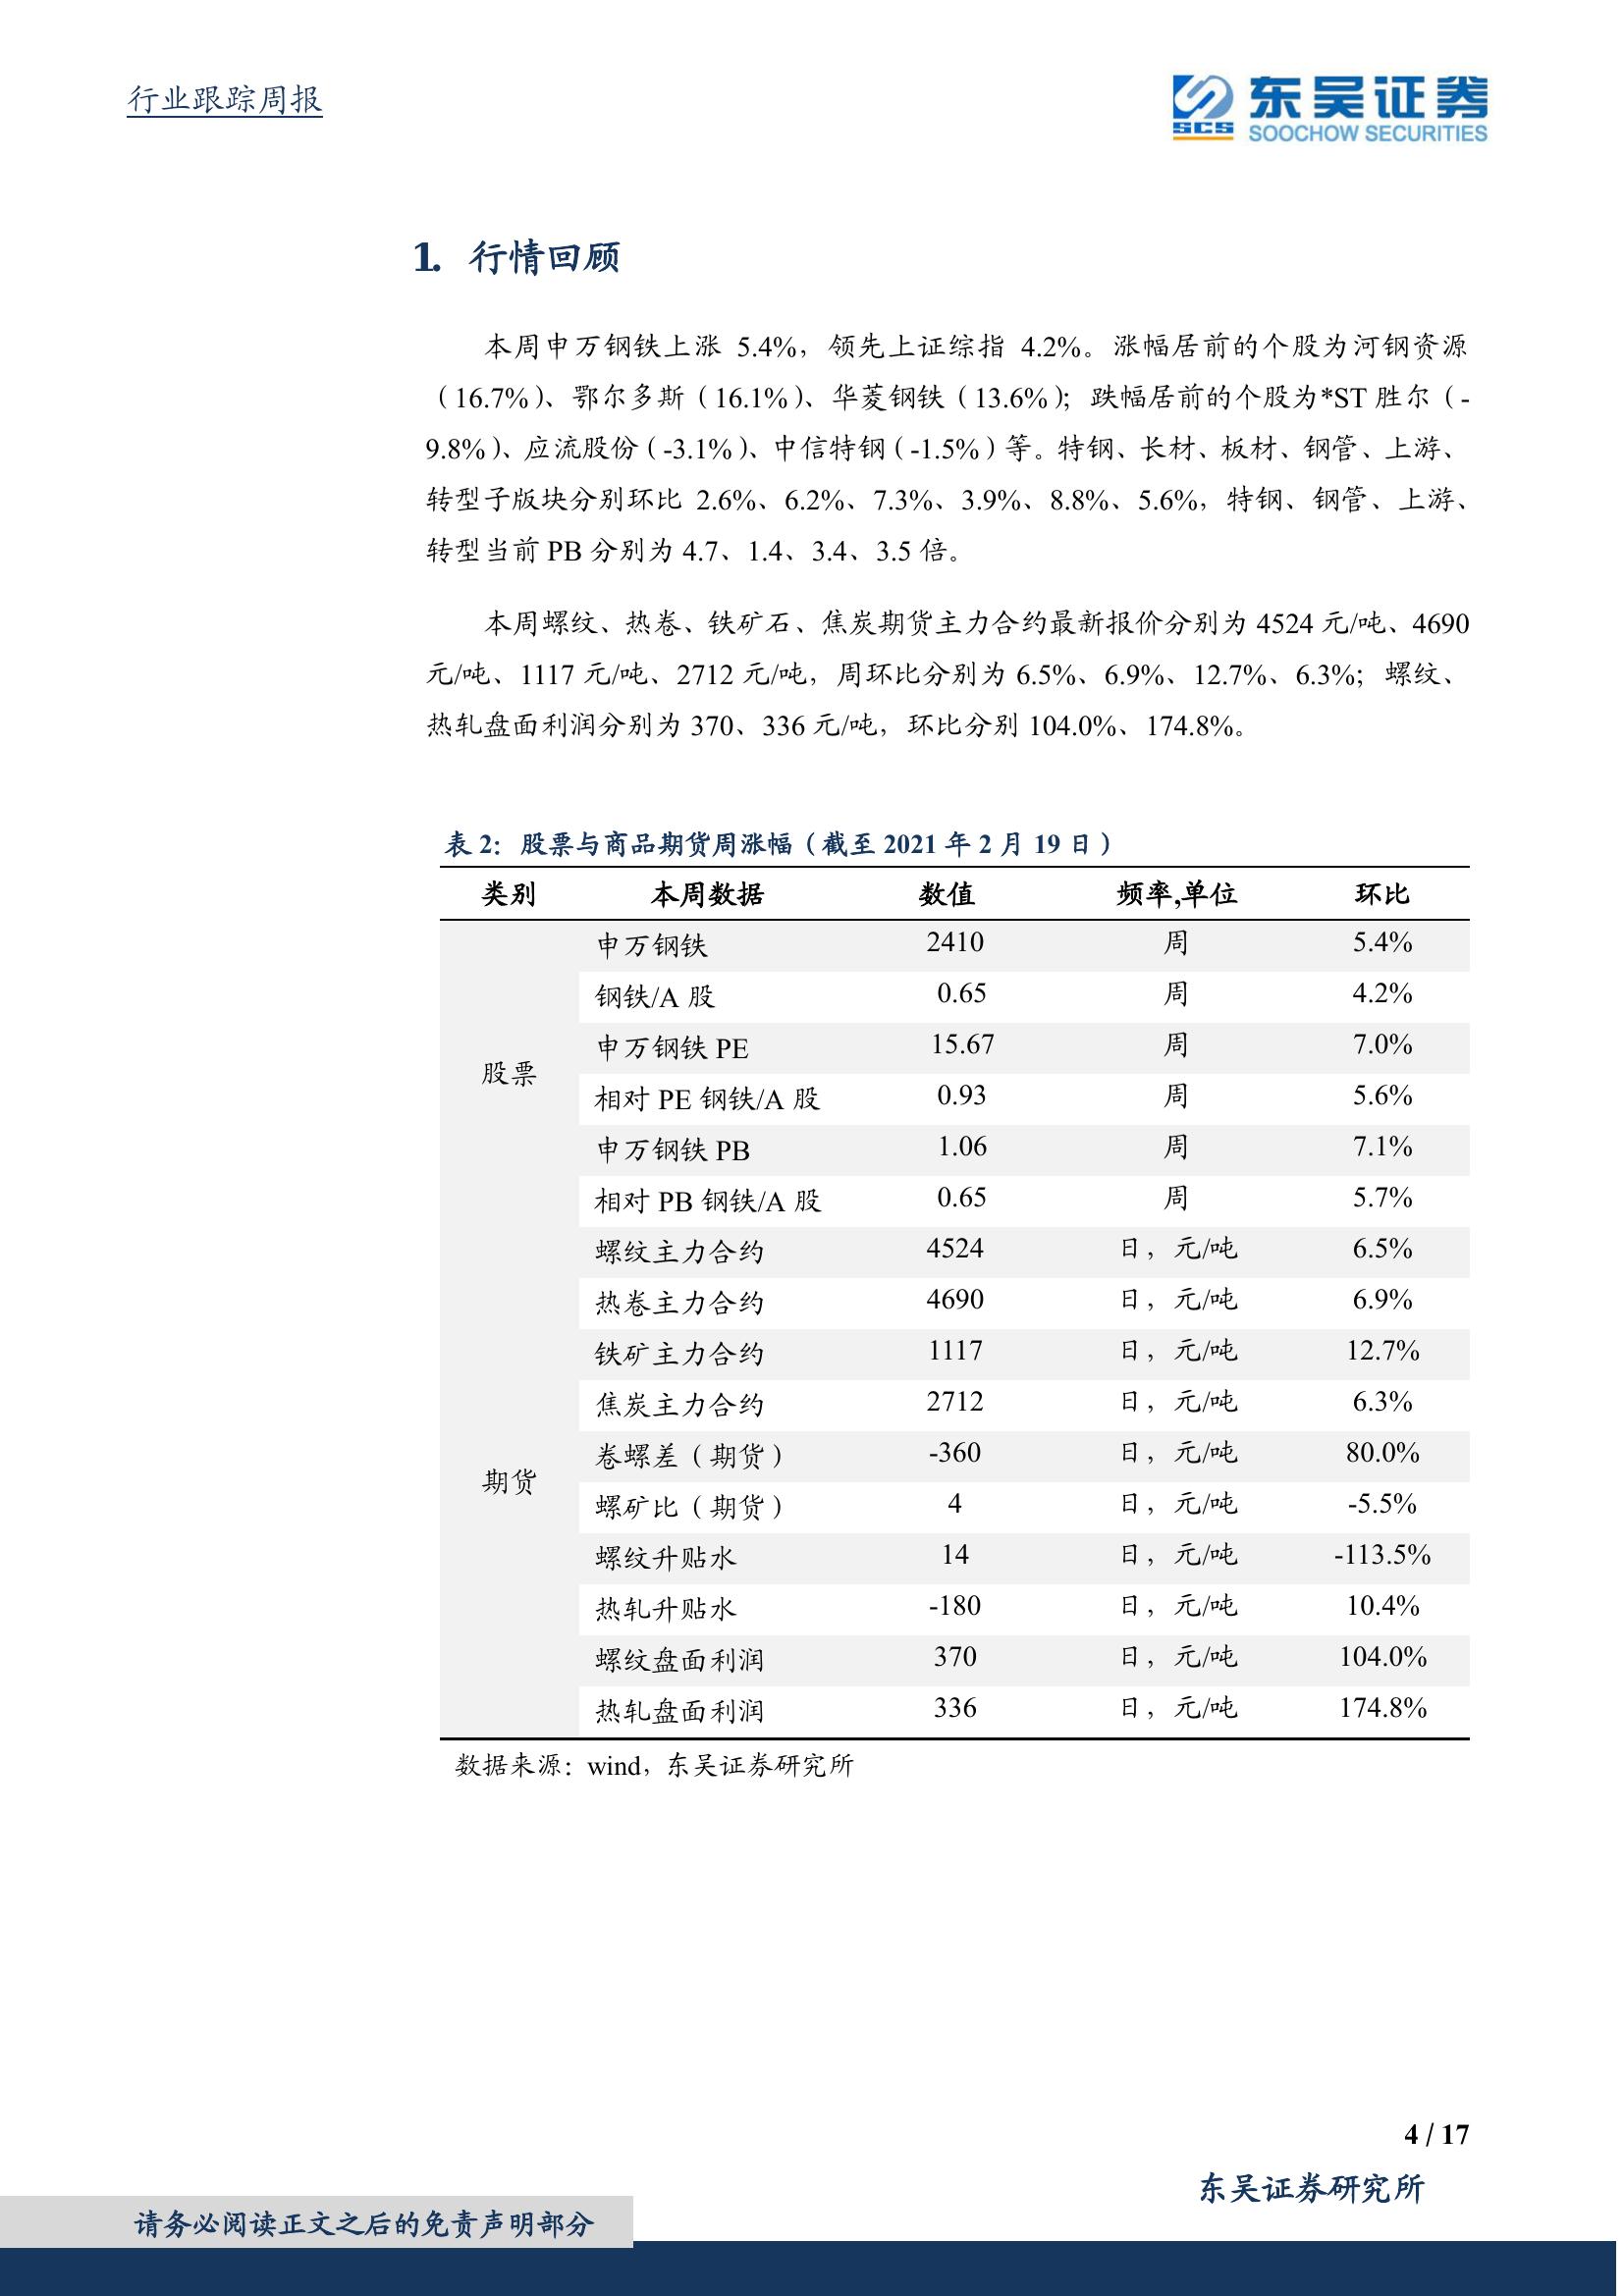 行业跟踪周报
SCS 东吴证券
SOOCHOW SECURITIES
1. 行情回顾
本周申万钢铁上涨 5.4%，领先上证综指 4.2%。涨幅居前的个股为河钢资源
（16.7%）、鄂尔多斯（16.1%）、华菱钢铁（13.6%）；跌幅居前的个股为*ST 胜尔（-
9.8%）、应流股份（-3.1%）、中信特钢（-1.5%）等。特钢、长材、板材、钢管、上游、
转型子版块分别环比 2.6%、6.2%、7.3%、3.9%、8.8%、5.6%，特钢、钢管、上游、
转型当前 PB 分别为 4.7、1.4、3.4、3.5 倍。
本周螺纹、热卷、铁矿石、焦炭期货主力合约最新报价分别为 4524 元/吨、4690
元/吨、1117 元/吨、2712 元/吨，周环比分别为 6.5%、6.9%、12.7%、6.3%；螺纹、
热轧盘面利润分别为 370、336 元/吨，环比分别 104.0%、174.8%。
表 2：股票与商品期货周涨幅（截至 2021 年 2 月 19 日）
类别 本周数据 数值 频率,单位 环比
申万钢铁 2410 周 5.4%
钢铁/A 股 0.65 周 4.2%
申万钢铁 PE 15.67 周 7.0%
股票
相对 PE 钢铁/A 股 0.93 周 5.6%
申万钢铁 PB 1.06 周 7.1%
相对 PB 钢铁/A 股 0.65 周 5.7%
螺纹主力合约 4524 日，元/吨 6.5%
热卷主力合约 4690 日，元/吨 6.9%
铁矿主力合约 1117 日，元/吨 12.7%
焦炭主力合约 2712 日，元/吨 6.3%
卷螺差（期货） -360 日，元/吨 80.0%
期货
螺矿比（期货） 4 日，元/吨 -5.5%
螺纹升贴水 14 日，元/吨 -113.5%
热轧升贴水 -180 日，元/吨 10.4%
螺纹盘面利润 370 日，元/吨 104.0%
热轧盘面利润 336 日，元/吨 174.8%
数据来源：wind，东吴证券研究所
4 / 17
东吴证券研究所
请务必阅读正文之后的免责声明部分